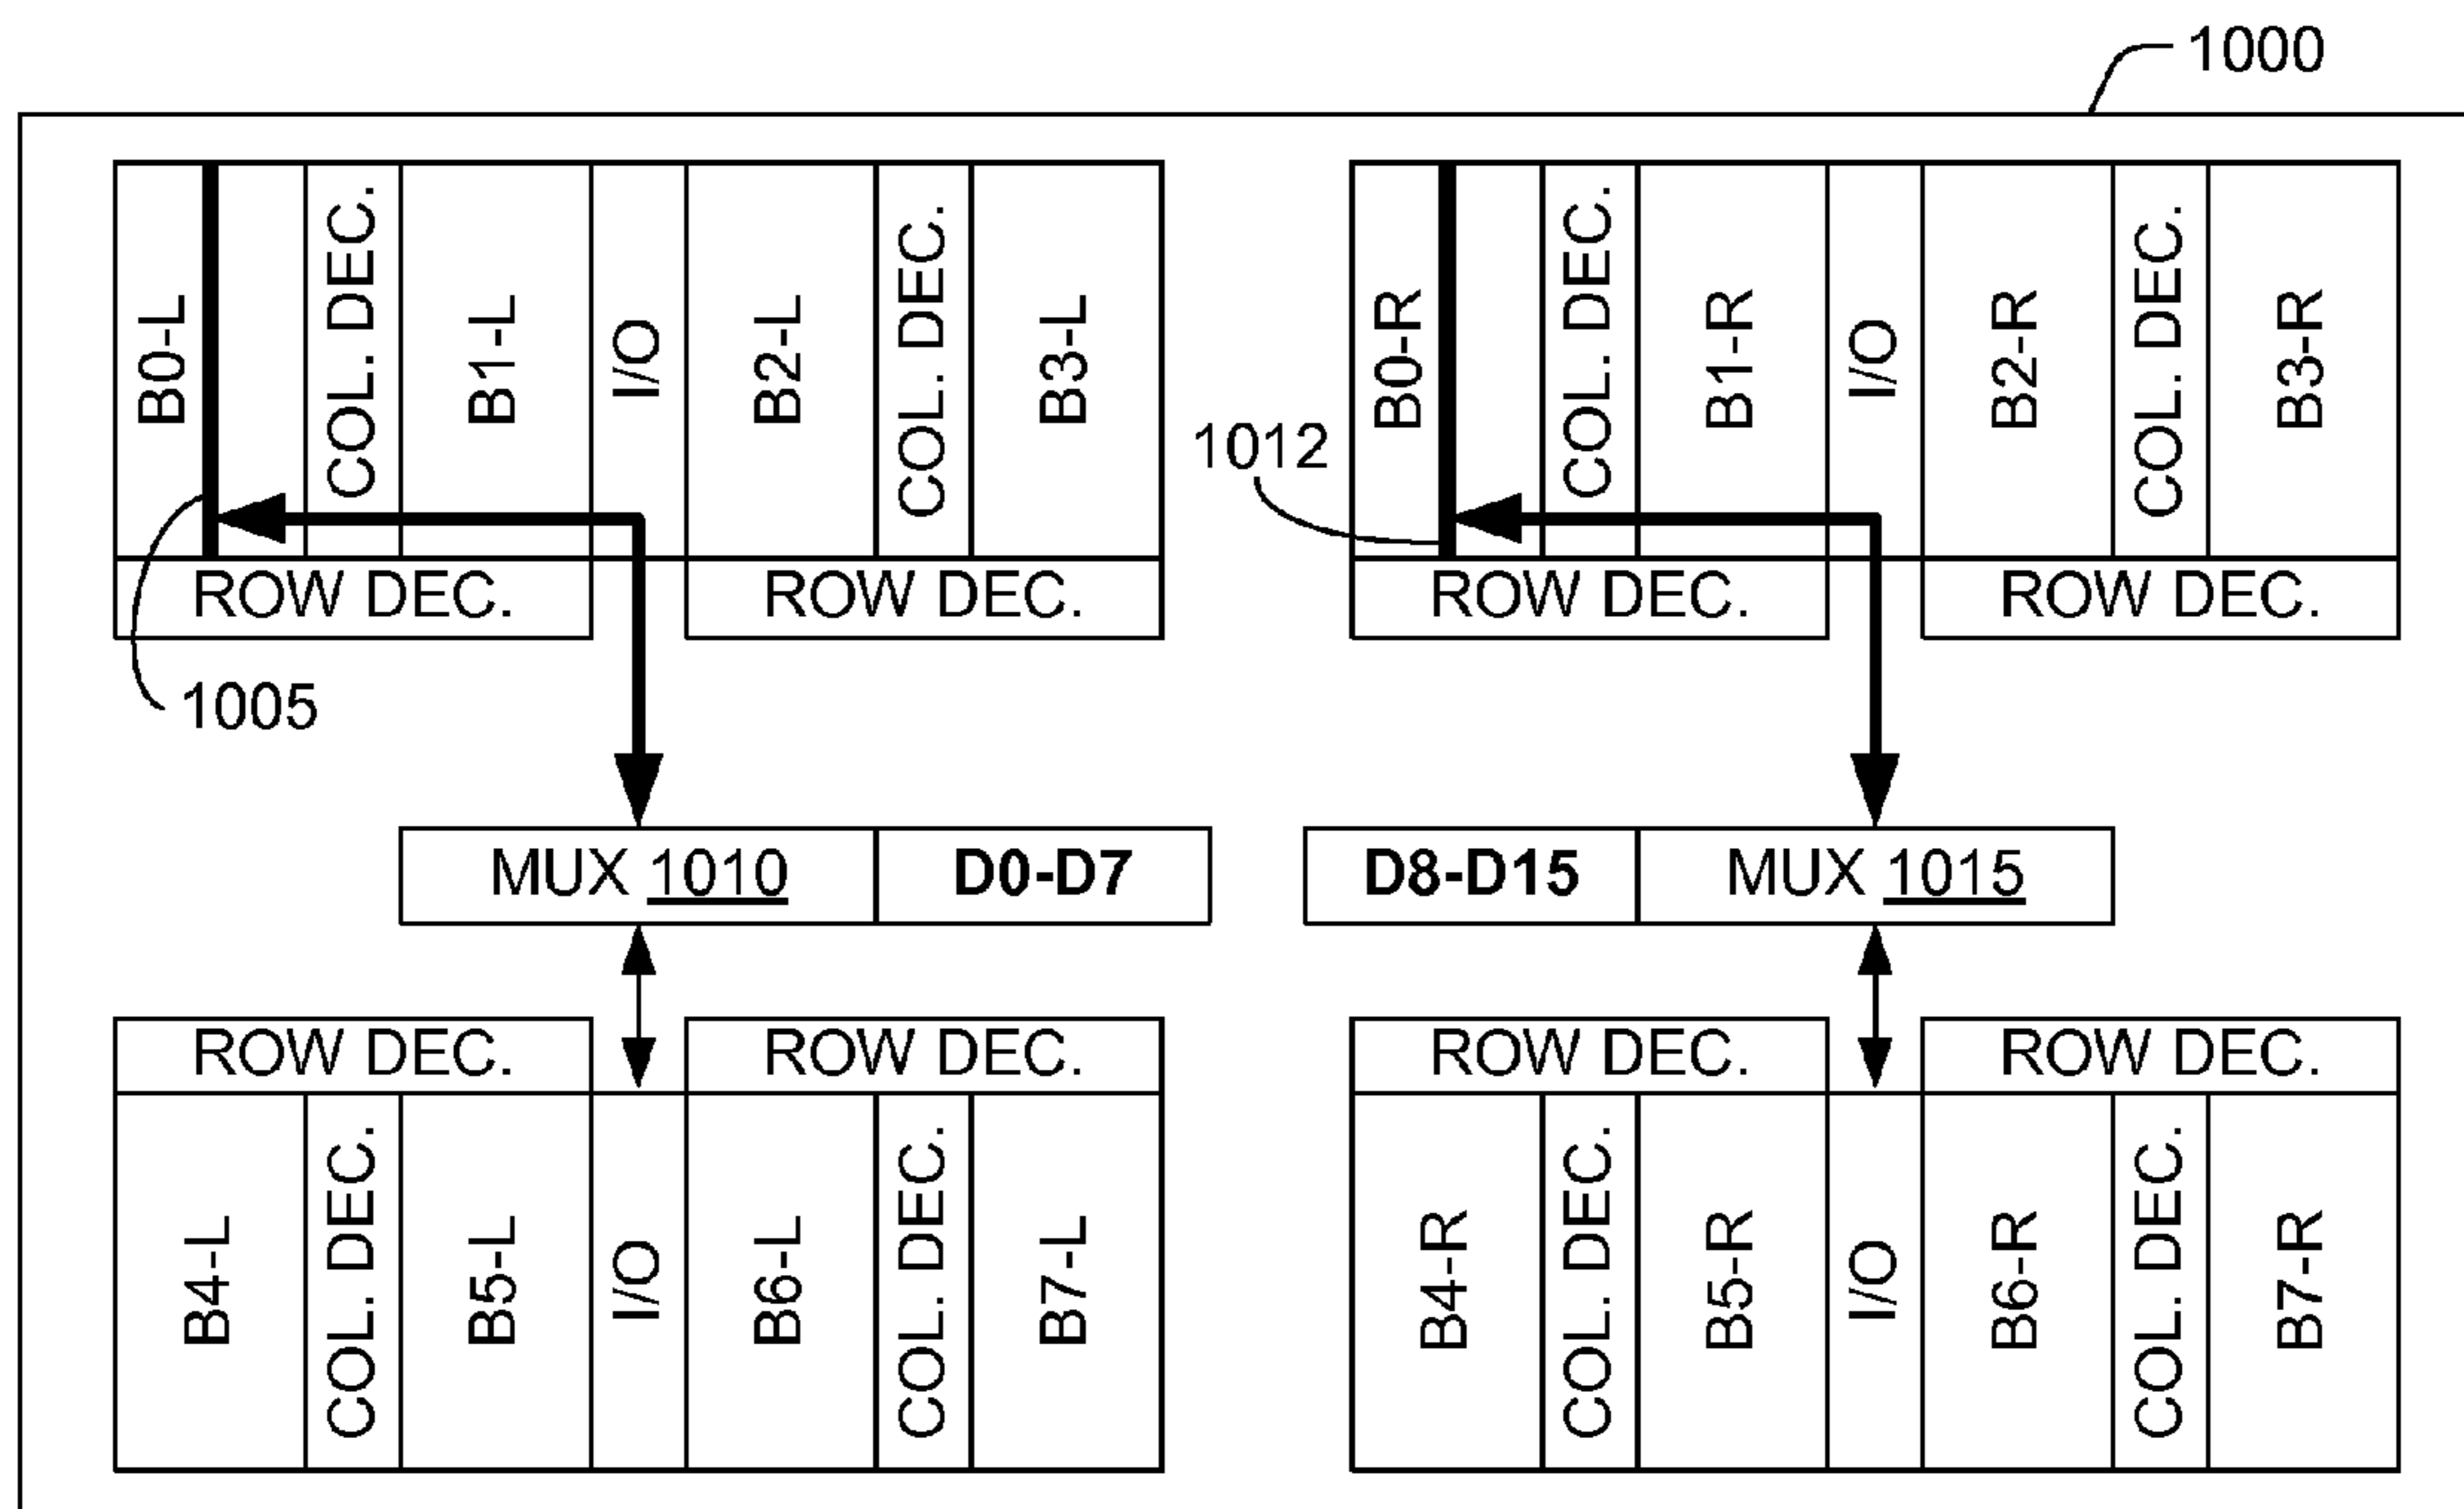 1000
B0-L
COL. DEC.
B1-L
I/O
B2-L
COL. DEC.
B3-L
ROW DEC.
ROW DEC.
1005
B0-R
COL. DEC.
B1-R
I/O
B2-R
COL. DEC.
B3-R
1012
ROW DEC.
ROW DEC.
MUX 1010
D0-D7
D8-D15
MUX 1015
ROW DEC.
ROW DEC.
B4-L
COL. DEC.
B5-L
I/O
B6-L
COL. DEC.
B7-L
ROW DEC.
ROW DEC.
B4-R
COL. DEC.
B5-R
I/O
B6-R
COL. DEC.
B7-R